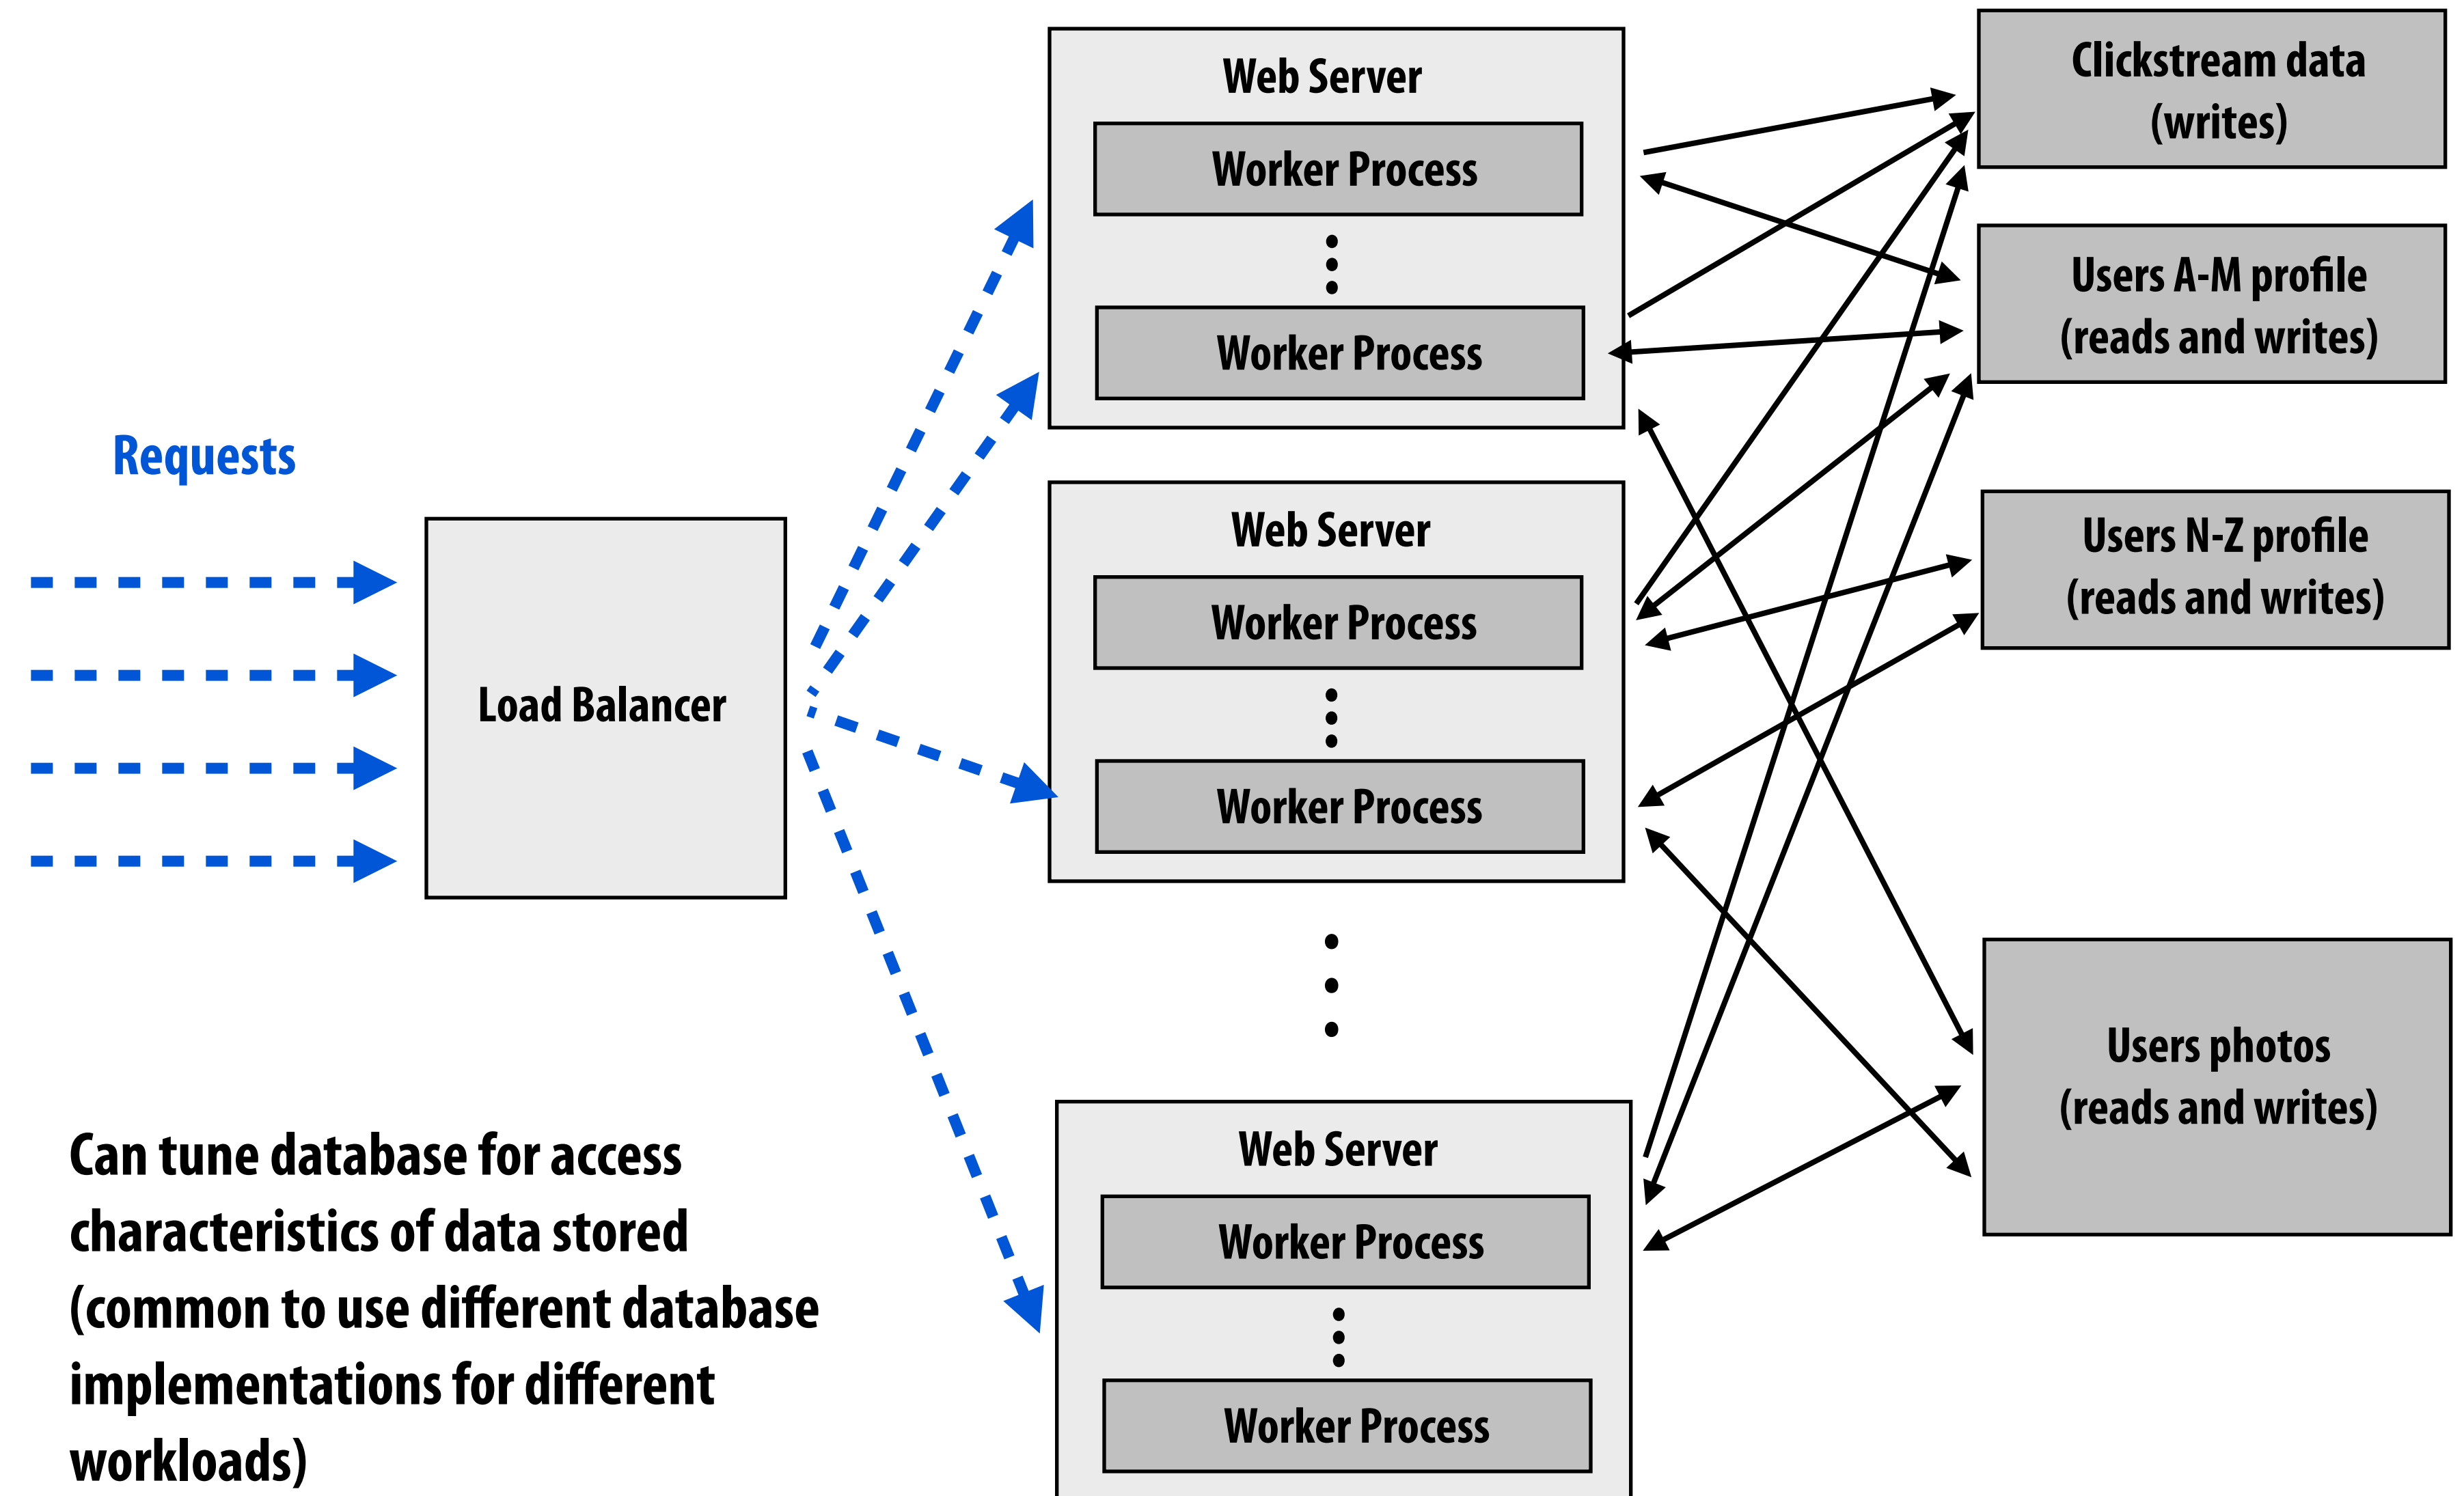 Requests
Load Balancer
Web Server
Worker Process
Worker Process
Web Server
Worker Process
Worker Process
Web Server
Worker Process
Worker Process
Clickstream data
(writes)
Users A-M profile
(reads and writes)
Users N-Z profile
(reads and writes)
Users photos
(reads and writes)
Can tune database for access
characteristics of data stored
(common to use different database
implementations for different
workloads)